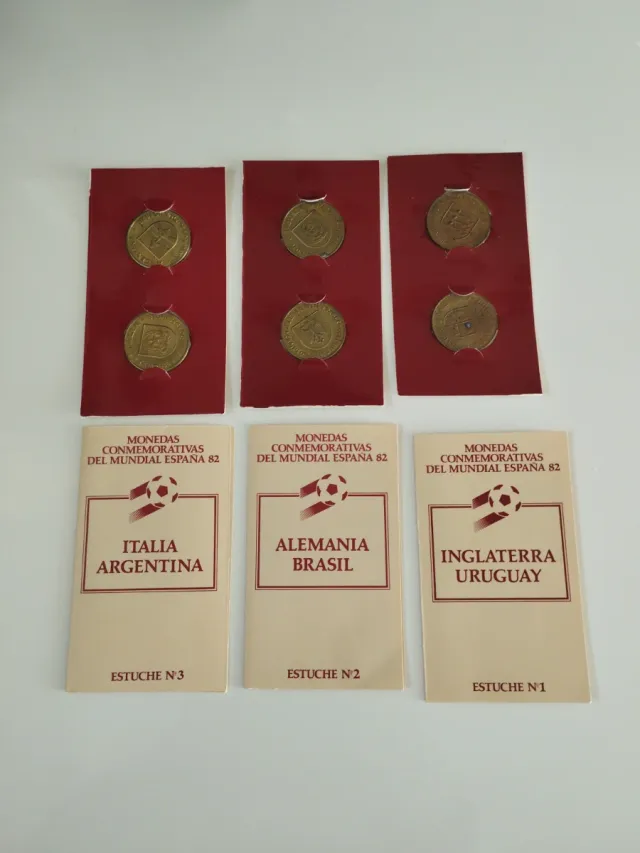 MONEDAS
CONMEMORATIVAS
DEL MUNDIAL ESPAÑA 82
ITALIA
ARGENTINA
ESTUCHE Nº3
MONEDAS
CONMEMORATIVAS
DEL MUNDIAL ESPAÑA 82
ALEMANIA
BRASIL
ESTUCHE Nº2
MONEDAS
CONMEMORATIVAS
DEL MUNDIAL ESPAÑA 82
INGLATERRA
URUGUAY
ESTUCHE Nº1